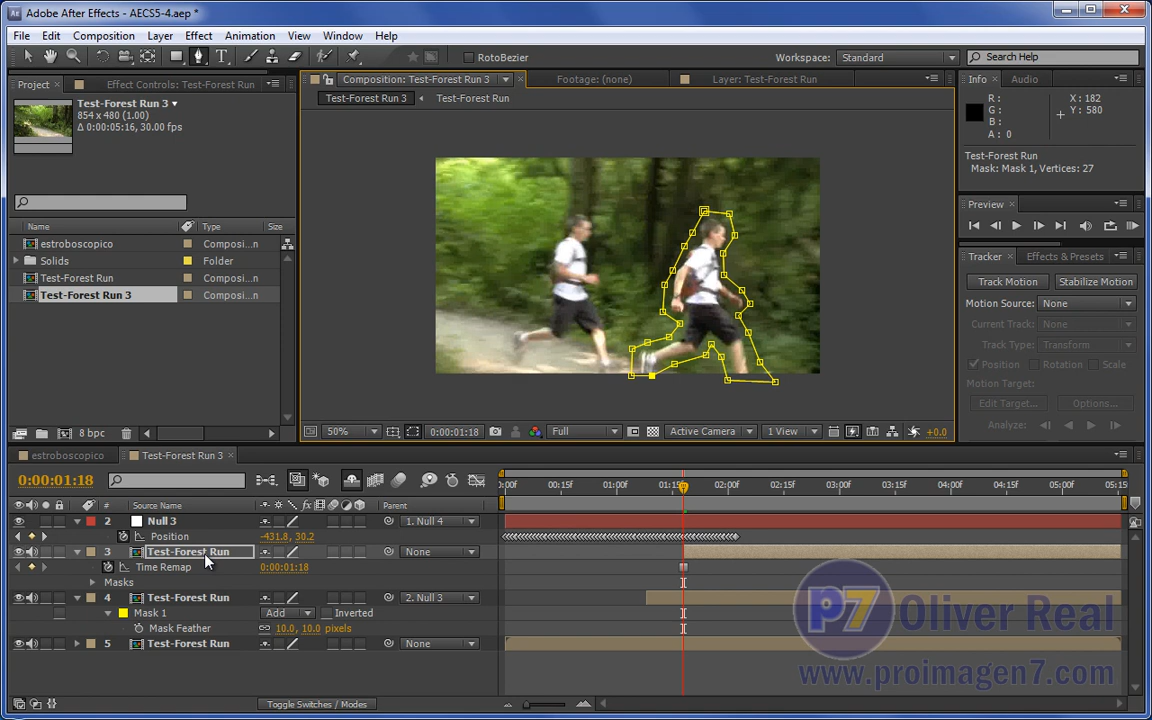 Adobe After Effects - AECS5-4.aep *
File Edit Composition Layer Effect Animation View Window Help
RotoBezier
Workspace: Standard
Search Help
Project
Effect Controls: Test-Forest Run
Composition: Test-Forest Run 3
Footage: (none)
Layer: Test-Forest Run
Info
Audio
Test-Forest Run 3
854 x 480 (1.00)
Δ 0:00:05:16, 30.00 fps
Test-Forest Run 3
Test-Forest Run
R :
G :
B :
A : 0
X : 182
Y : 580
Test-Forest Run
Mask: Mask 1, Vertices: 27
Preview
Name
Type
estroboscopico Composi...n
Solids Folder
Test-Forest Run Composi...n
Test-Forest Run 3 Composi...n
Tracker
Effects & Presets
Track Motion
Stabilize Motion
Motion Source: None
Current Track: None
Track Type: Transform
Position Rotation Scale
Motion Target:
Edit Target...
Options...
Analyze:
8 bpc
50%
0:00:01:18
Full
Active Camera
1 View
+0.0
estroboscopico
Test-Forest Run 3
0:00:01:18
:00f 00:15f 01:00f 01:15f 02:00f 02:15f 03:00f 03:15f 04:00f 04:15f 05:00f 05:15
# Source Name
Parent
2 Null 3 1. Null 4
Position -431.8, 30.2
3 Test-Forest Run None
Time Remap 0:00:01:18
Masks
4 Test-Forest Run 2. Null 3
Mask 1 Add Inverted
Mask Feather 10.0, 10.0 pixels
5 Test-Forest Run None
Toggle Switches / Modes
p7 Oliver Real
www.proimagen7.com